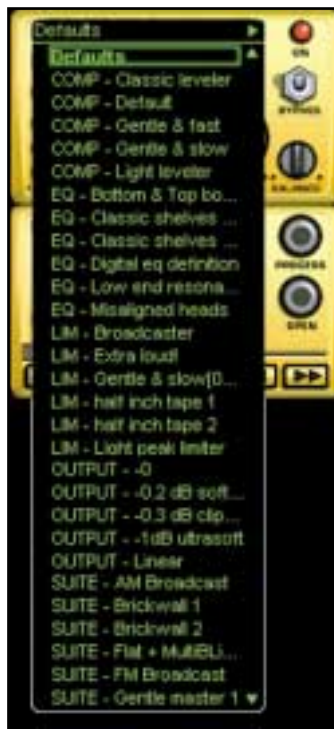 Defaults
Defaults
ON
COMP - Classic leveler
COMP - Default
BYPASS
COMP - Gentle & fast
COMP - Gentle & slow
COMP - Light leveler
EQ - Bottom & Top bo...
BALANCE
EQ - Classic shelves ...
EQ - Classic shelves ...
EQ - Digital eq definition
PROCESS
EQ - Low end resona...
EQ - Misaligned heads
LIM - Broadcaster
OPEN
LIM - Extra loud!
LIM - Gentle & slow[0...
LIM - half inch tape 1
LIM - half inch tape 2
LIM - Light peak limiter
OUTPUT - -0
OUTPUT - -0.2 dB soft...
OUTPUT - -0.3 dB clip...
OUTPUT - -1dB ultrasoft
OUTPUT - Linear
SUITE - AM Broadcast
SUITE - Brickwall 1
SUITE - Brickwall 2
SUITE - Flat + MultiBLi...
SUITE - FM Broadcast
SUITE - Gentle master 1